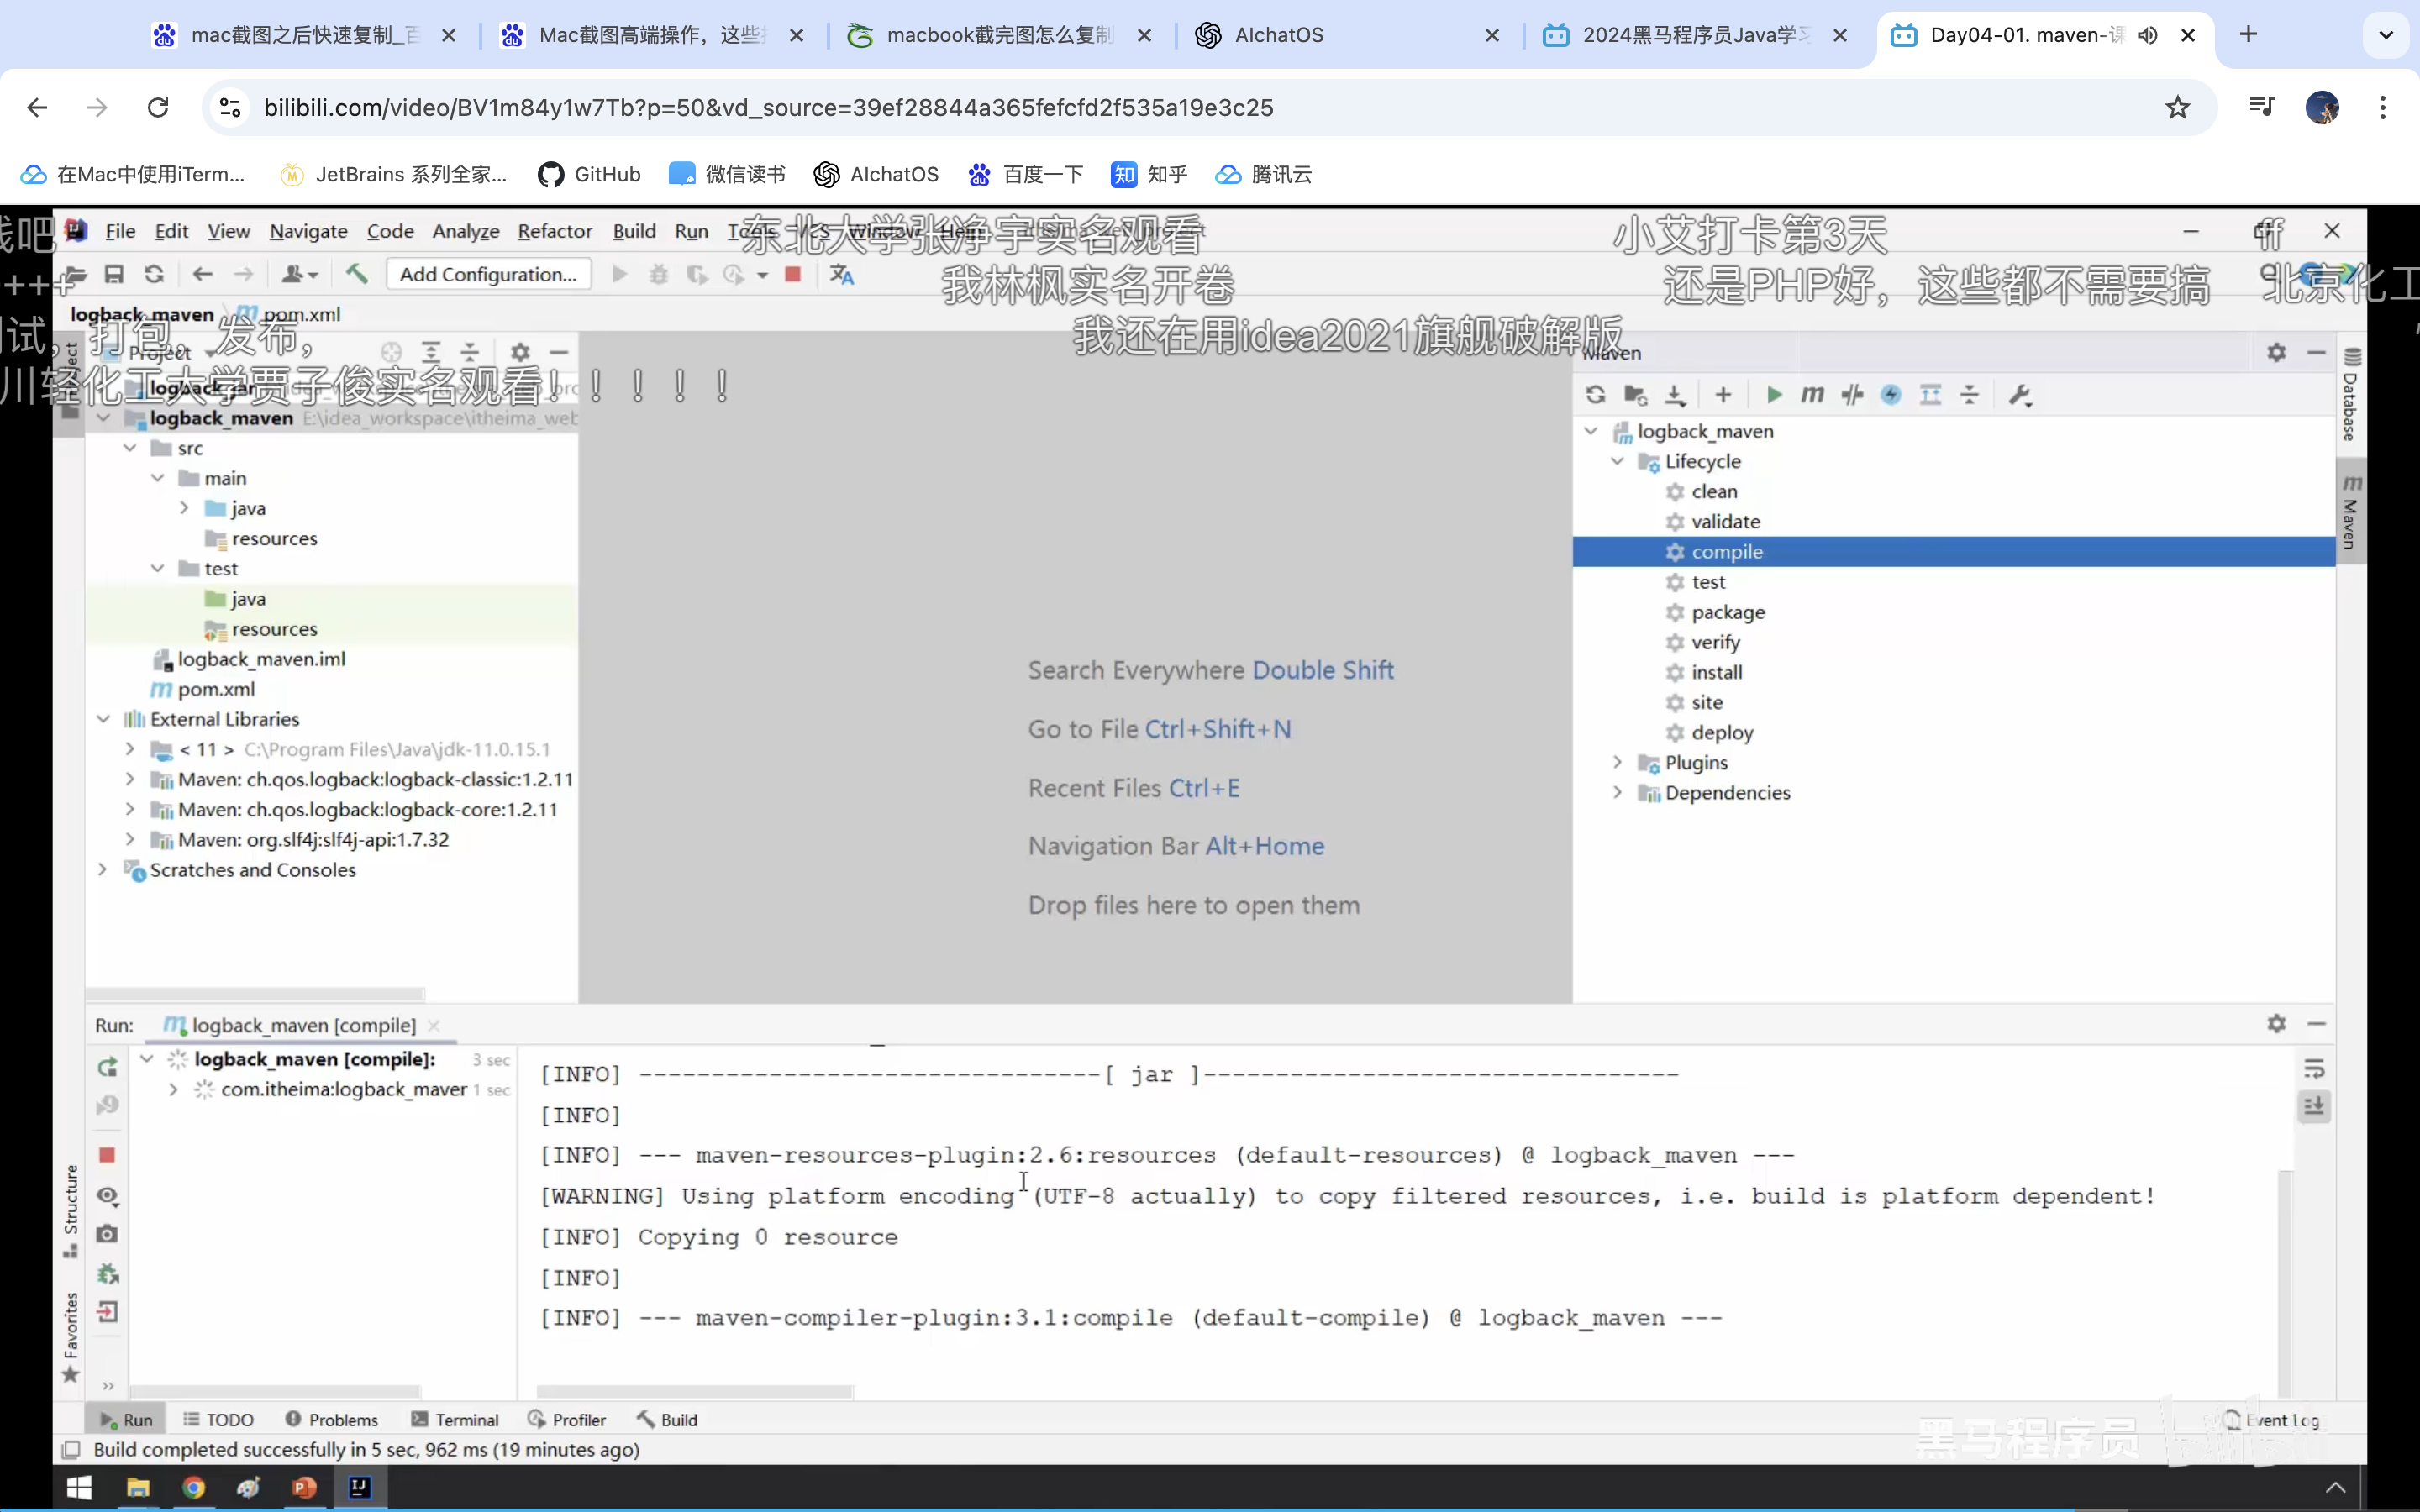 mac截图之后快速复制_百
Mac截图高端操作，这些
macbook截完图怎么复制
AIchatOS
2024黑马程序员Java学习
Day04-01. maven-课
bilibili.com/video/BV1m84y1w7Tb?p=50&vd_source=39ef28844a365fefcfd2f535a19e3c25
在Mac中使用iTerm...
JetBrains 系列全家...
GitHub
微信读书
AIchatOS
百度一下
知乎
腾讯云
钱吧
File Edit View Navigate Code Analyze Refactor Build Run Tools VCS Window Help
东北大学张净宇实名观看
小艾打卡第3天
ff
+++
Add Configuration...
我林枫实名开卷
还是PHP好，这些都不需要搞
北京化工
logback_maven
pom.xml
试，打包，发布，
我还在用idea2021旗舰破解版
Project
Maven
川轻化工大学贾子俊实名观看！！！！！
logback_jar
logback_maven E:\idea_workspace\itheima_web
src
main
java
resources
test
java
resources
logback_maven.iml
pom.xml
External Libraries
< 11 > C:\Program Files\Java\jdk-11.0.15.1
Maven: ch.qos.logback:logback-classic:1.2.11
Maven: ch.qos.logback:logback-core:1.2.11
Maven: org.slf4j:slf4j-api:1.7.32
Scratches and Consoles
Search Everywhere Double Shift
Go to File Ctrl+Shift+N
Recent Files Ctrl+E
Navigation Bar Alt+Home
Drop files here to open them
logback_maven
Lifecycle
clean
validate
compile
test
package
verify
install
site
deploy
Plugins
Dependencies
Database
Maven
Run:
logback_maven [compile]
logback_maven [compile]: 3 sec
com.itheima:logback_maver 1 sec
[INFO] --------------------------------[ jar ]---------------------------------
[INFO]
[INFO] --- maven-resources-plugin:2.6:resources (default-resources) @ logback_maven ---
[WARNING] Using platform encoding (UTF-8 actually) to copy filtered resources, i.e. build is platform dependent!
[INFO] Copying 0 resource
[INFO]
[INFO] --- maven-compiler-plugin:3.1:compile (default-compile) @ logback_maven ---
Structure
Favorites
Run
TODO
Problems
Terminal
Profiler
Build
Event Log
黑马程序员
bilibili
Build completed successfully in 5 sec, 962 ms (19 minutes ago)